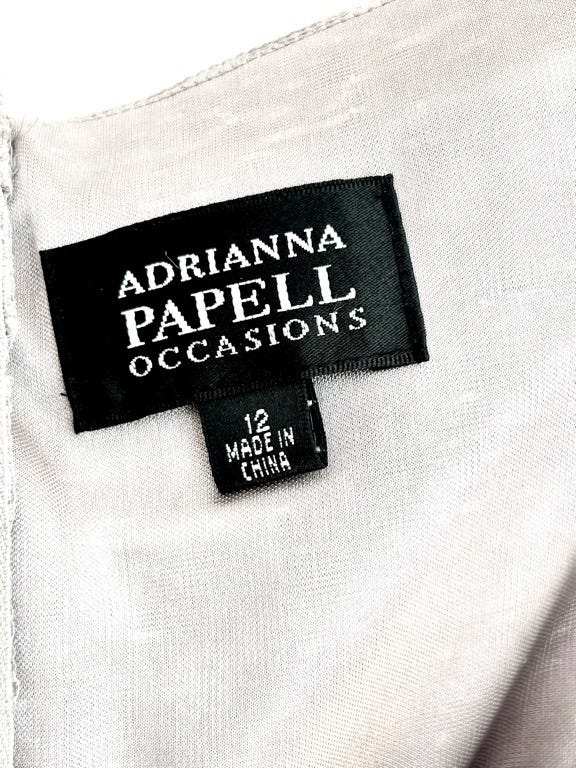 ADRIANNA
PAPELL
OCCASIONS
12
MADE IN
CHINA